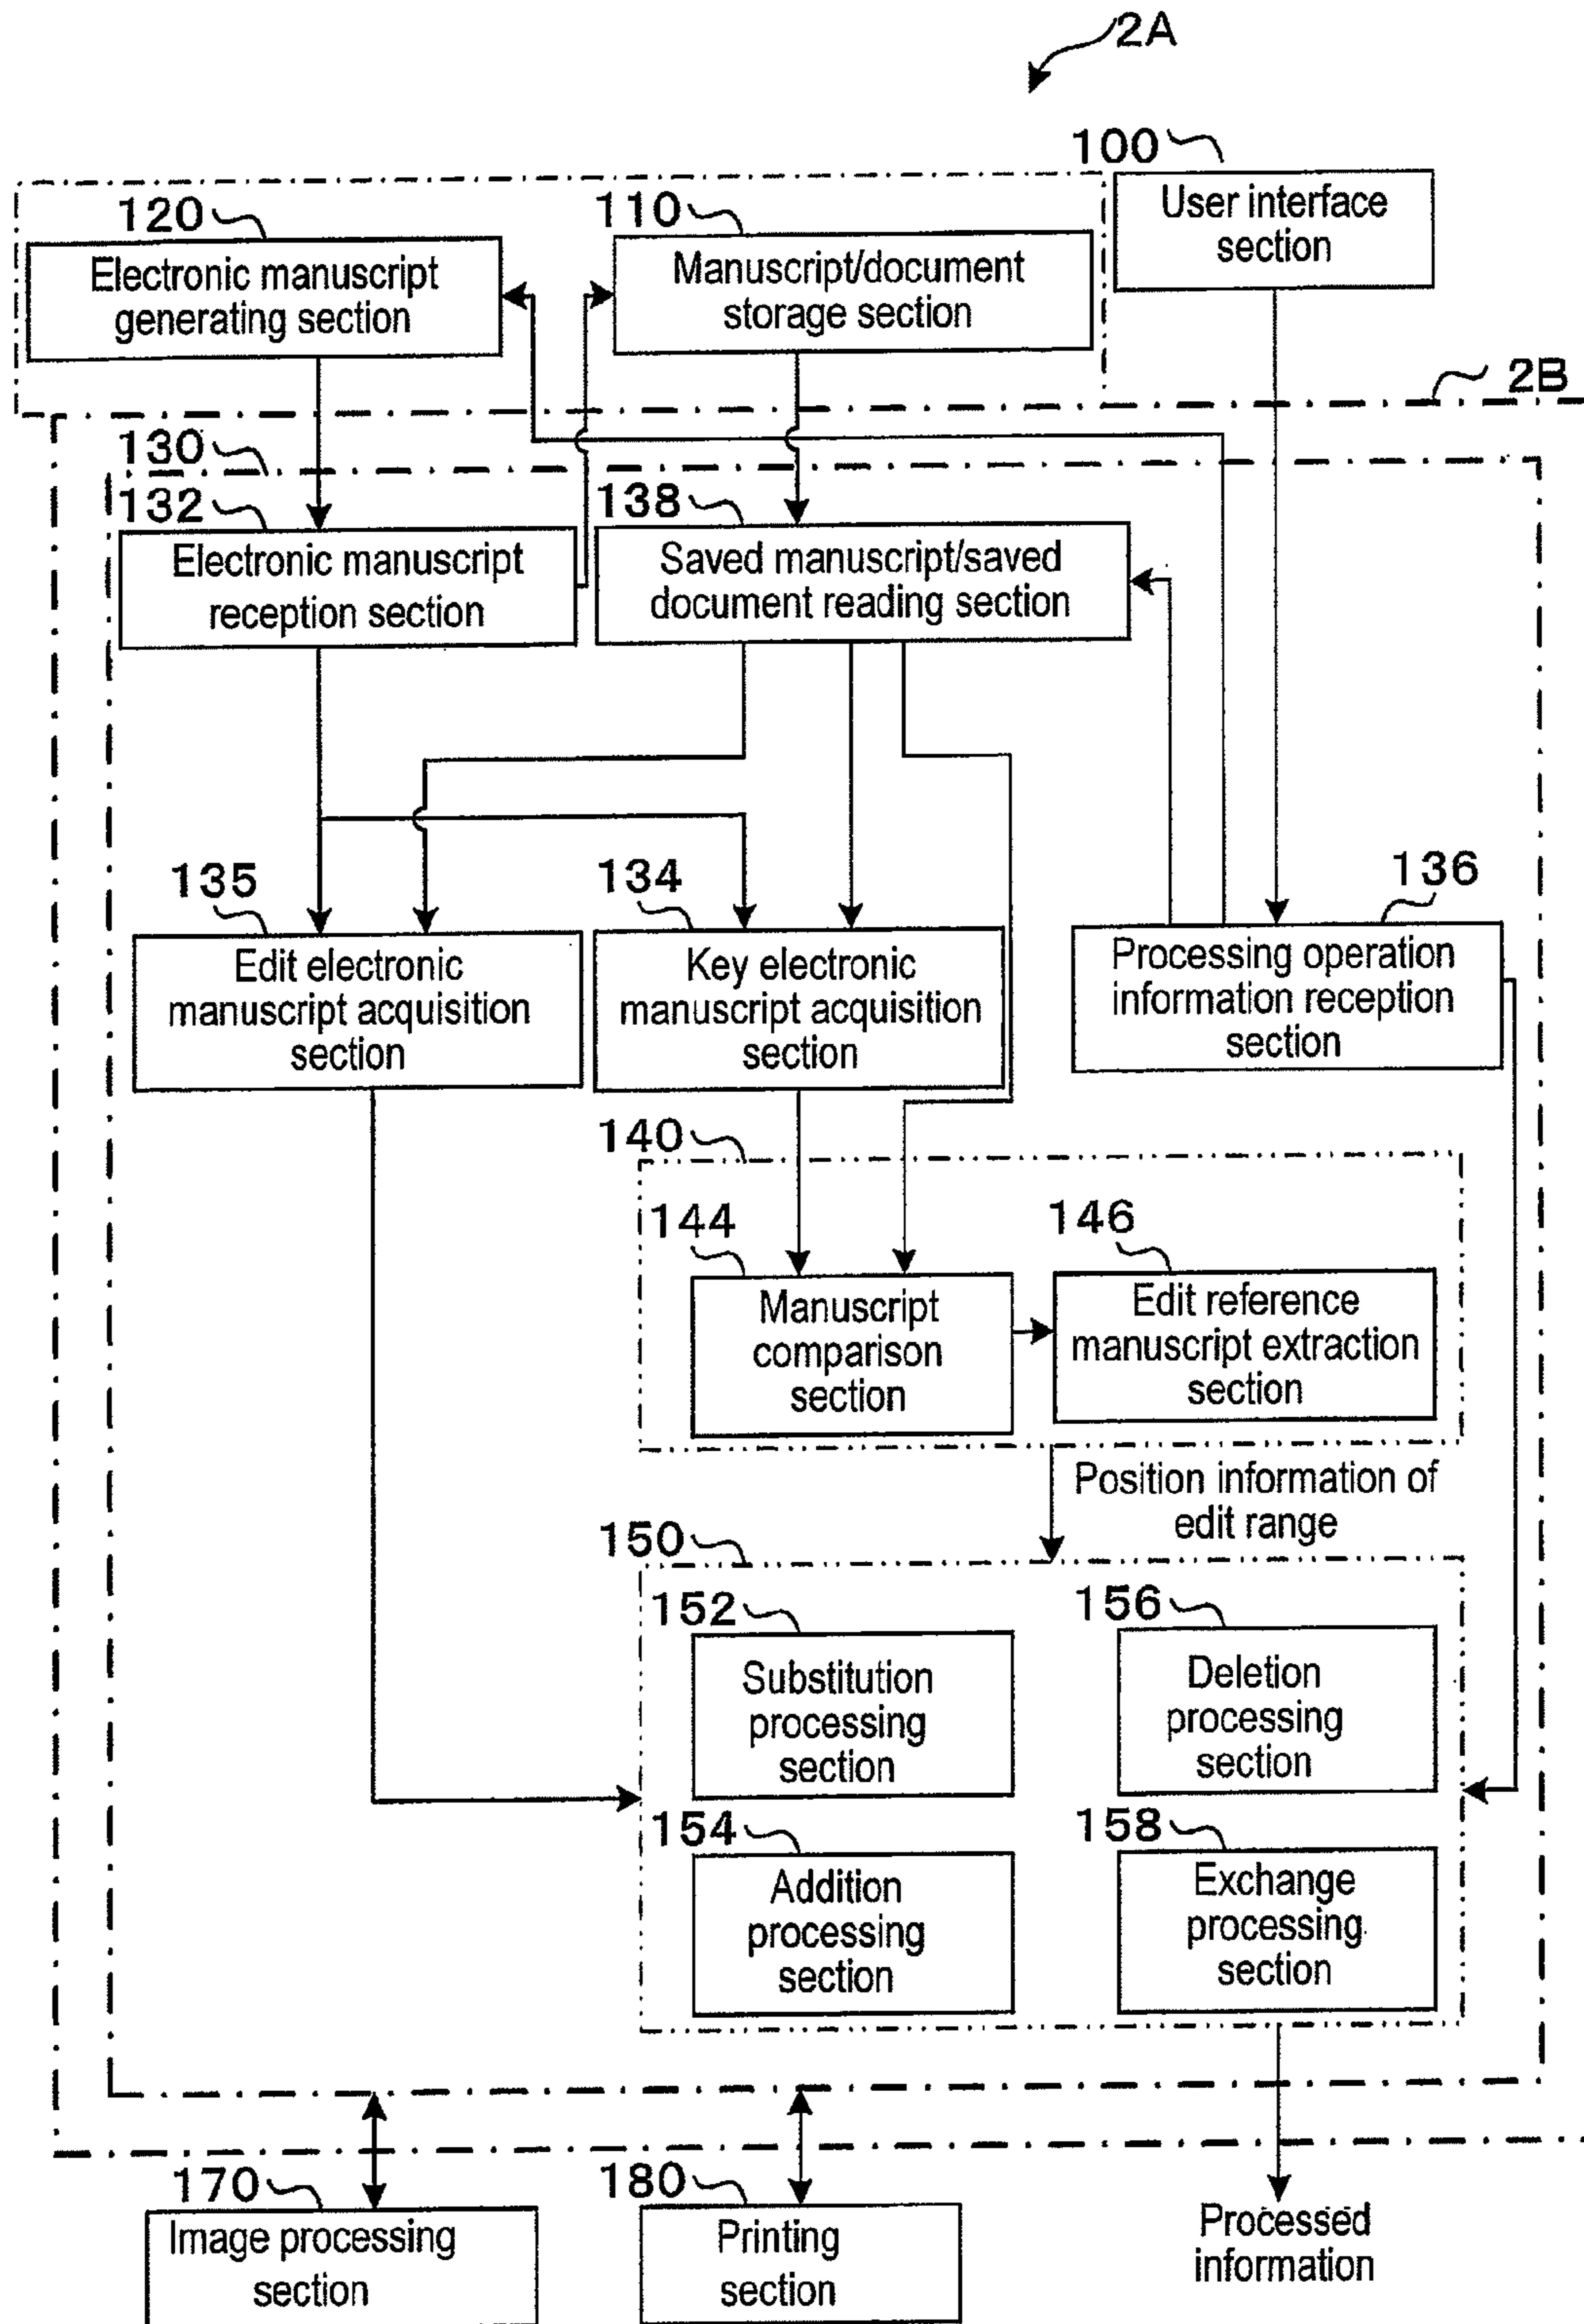 2A
100
User interface
section
120
Electronic manuscript
generating section
110
Manuscript/document
storage section
2B
130
132
Electronic manuscript
reception section
138
Saved manuscript/saved
document reading section
135
Edit electronic
manuscript acquisition
section
134
Key electronic
manuscript acquisition
section
136
Processing operation
information reception
section
140
144
Manuscript
comparison
section
146
Edit reference
manuscript extraction
section
Position information of
edit range
150
152
Substitution
processing
section
156
Deletion
processing
section
154
Addition
processing
section
158
Exchange
processing
section
170
Image processing
section
180
Printing
section
Processed
information